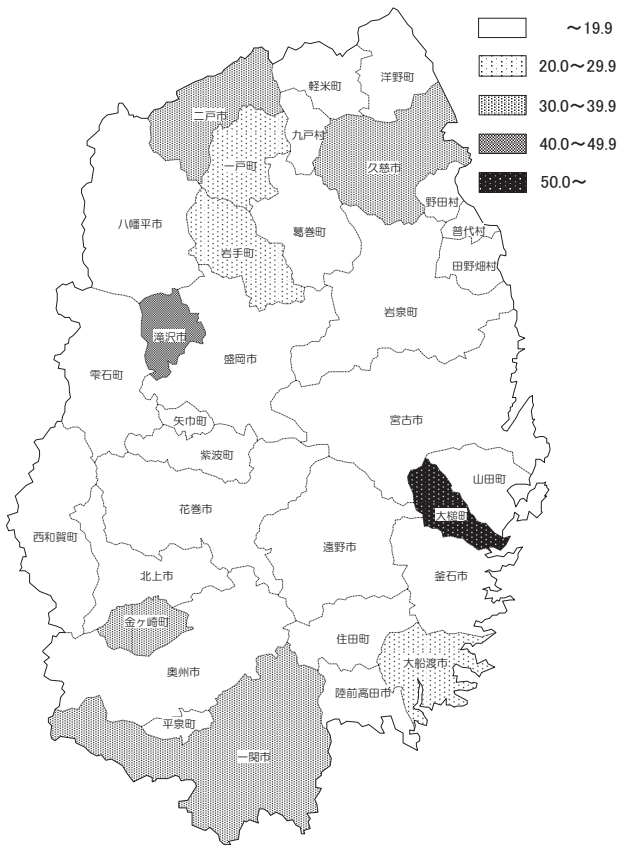 ～19.9
20.0～29.9
30.0～39.9
40.0～49.9
50.0～
軽米町
洋野町
二戸市
九戸村
一戸町
久慈市
野田村
八幡平市
葛巻町
普代村
岩手町
田野畑村
岩泉町
滝沢市
盛岡市
雫石町
宮古市
矢巾町
紫波町
山田町
花巻市
大槌町
西和賀町
遠野市
北上市
釜石市
金ヶ崎町
住田町
奥州市
大船渡市
陸前高田市
平泉町
一関市